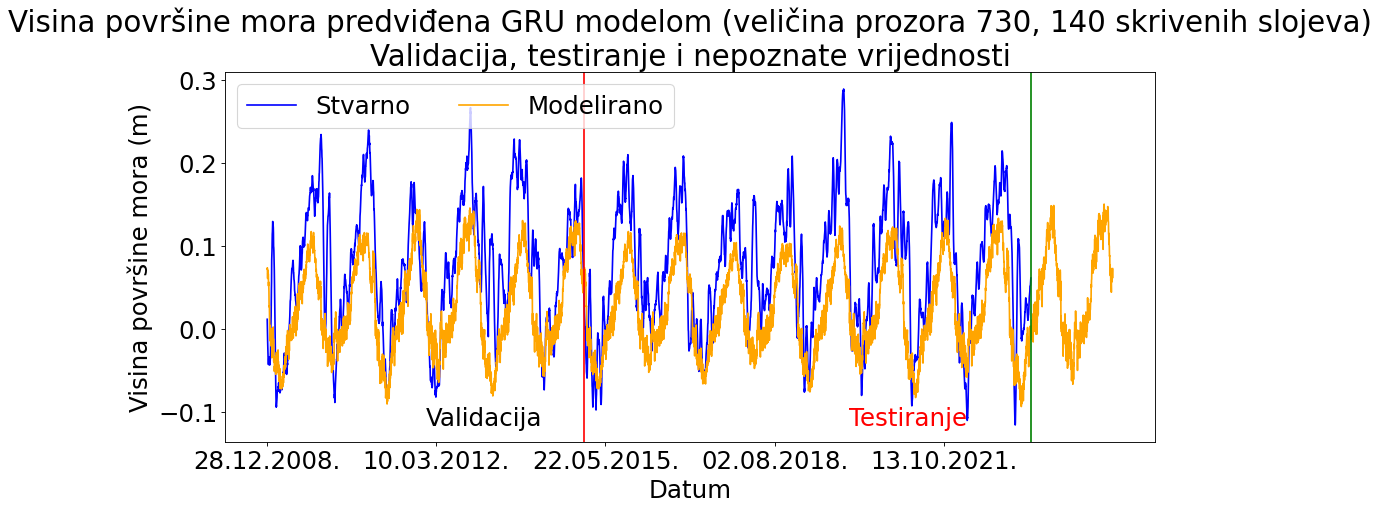 Visina površine mora predviđena GRU modelom (veličina prozora 730, 140 skrivenih slojeva)
Validacija, testiranje i nepoznate vrijednosti
Stvarno
Modelirano
Visina površine mora (m)
0.3
0.2
0.1
0.0
−0.1
Validacija
Testiranje
28.12.2008.
10.03.2012.
22.05.2015.
02.08.2018.
13.10.2021.
Datum